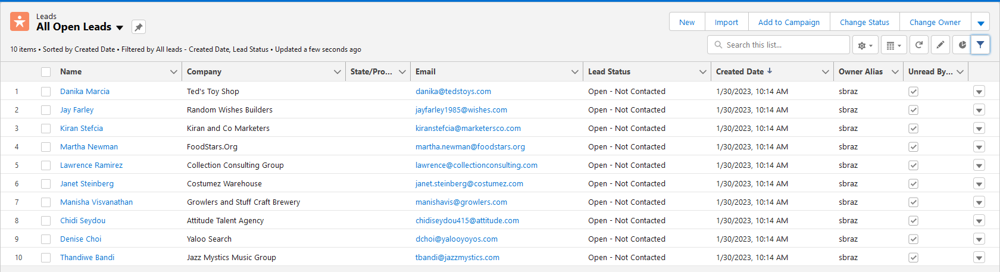 Leads
All Open Leads
New Import Add to Campaign Change Status Change Owner
10 items • Sorted by Created Date • Filtered by All leads - Created Date, Lead Status • Updated a few seconds ago
Search this list...
Name Company State/Pro... Email Lead Status Created Date Owner Alias Unread By...
1 Danika Marcia Ted's Toy Shop danika@tedstoys.com Open - Not Contacted 1/30/2023, 10:14 AM sbraz
2 Jay Farley Random Wishes Builders jayfarley1985@wishes.com Open - Not Contacted 1/30/2023, 10:14 AM sbraz
3 Kiran Stefcia Kiran and Co Marketers kiranstefcia@marketersco.com Open - Not Contacted 1/30/2023, 10:14 AM sbraz
4 Martha Newman FoodStars.Org martha.newman@foodstars.org Open - Not Contacted 1/30/2023, 10:14 AM sbraz
5 Lawrence Ramirez Collection Consulting Group lawrence@collectionconsulting.com Open - Not Contacted 1/30/2023, 10:14 AM sbraz
6 Janet Steinberg Costumez Warehouse janet.steinberg@costumez.com Open - Not Contacted 1/30/2023, 10:14 AM sbraz
7 Manisha Visvanathan Growlers and Stuff Craft Brewery manishavis@growlers.com Open - Not Contacted 1/30/2023, 10:14 AM sbraz
8 Chidi Seydou Attitude Talent Agency chidiseydou415@attitude.com Open - Not Contacted 1/30/2023, 10:14 AM sbraz
9 Denise Choi Yaloo Search dchoi@yalooyoyos.com Open - Not Contacted 1/30/2023, 10:14 AM sbraz
10 Thandiwe Bandi Jazz Mystics Music Group tbandi@jazzmystics.com Open - Not Contacted 1/30/2023, 10:14 AM sbraz